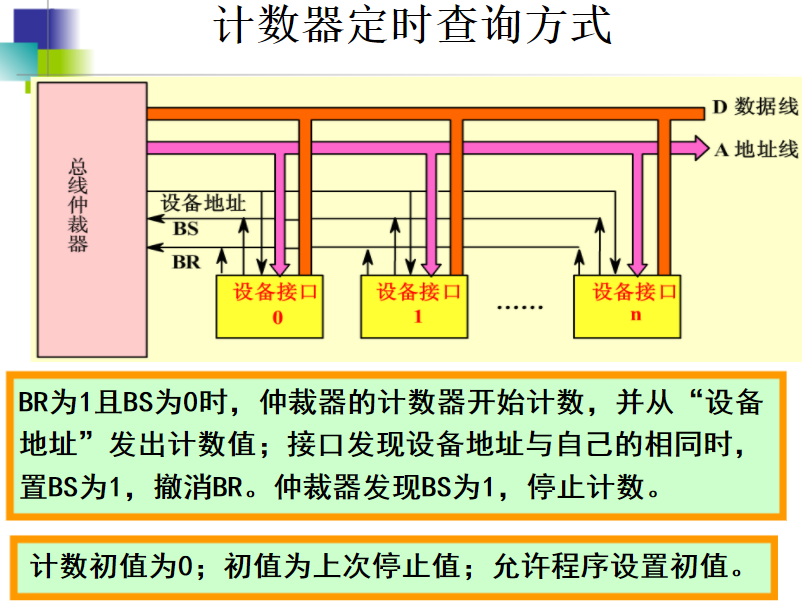 计数器定时查询方式
D 数据线
A 地址线
总线仲裁器
设备地址
BS
BR
设备接口
0
设备接口
1
……
设备接口
n
BR为1且BS为0时，仲裁器的计数器开始计数，并从“设备
地址”发出计数值；接口发现设备地址与自己的相同时，
置BS为1，撤消BR。仲裁器发现BS为1，停止计数。
计数初值为0；初值为上次停止值；允许程序设置初值。